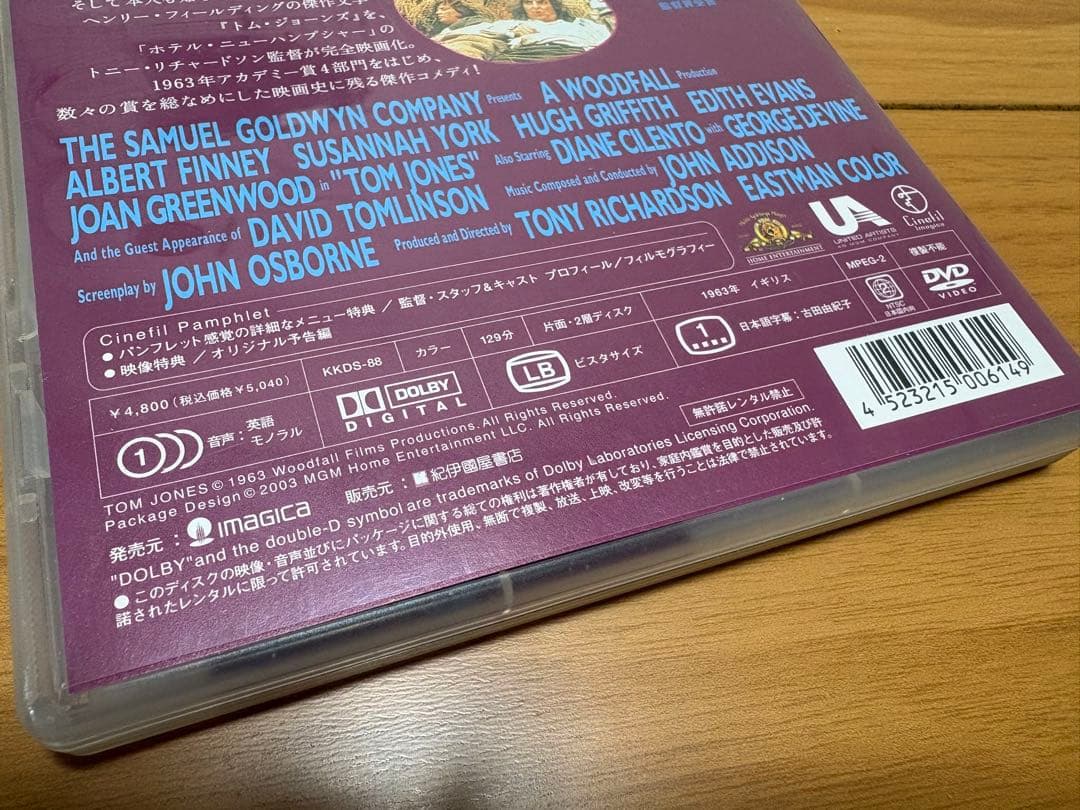 ヘンリー・フィールディングの傑作文学
『トム・ジョーンズ』を、
「ホテル・ニューハンプシャー」の
トニー・リチャードソン監督が完全映画化。
1963年アカデミー賞4部門をはじめ、
数々の賞を総なめにした映画史に残る傑作コメディ!
THE SAMUEL GOLDWYN COMPANY Presents A WOODFALL Production
ALBERT FINNEY SUSANNAH YORK HUGH GRIFFITH EDITH EVANS
JOAN GREENWOOD in "TOM JONES" Also Starring DIANE CILENTO with GEORGE DEVINE
And the Guest Appearance of DAVID TOMLINSON Music Composed and Conducted by JOHN ADDISON
Screenplay by JOHN OSBORNE Produced and Directed by TONY RICHARDSON EASTMAN COLOR
HOME ENTERTAINMENT
UA
UNITED ARTISTS
AN MGM COMPANY
Cinefil
Imagica
Cinefil Pamphlet
● パンフレット感覚の詳細なメニュー特典 / 監督・スタッフ&キャスト プロフィール/フィルモグラフィー
● 映像特典 / オリジナル予告編
¥4,800(税込価格¥5,040)
KKDS-88
カラー
129分
片面・2層ディスク
1963年 イギリス
MPEG-2
複製不能
1 音声:英語
モノラル
DOLBY
DIGITAL
LB ビスタサイズ
1 日本語字幕:古田由紀子
2
NTSC
日本国内向
DVD
VIDEO
TOM JONES © 1963 Woodfall Films Productions. All Rights Reserved.
Package Design © 2003 MGM Home Entertainment LLC. All Rights Reserved.
無許諾レンタル禁止
4 523215 006149
発売元: IMAGICA 販売元:紀伊國屋書店
"DOLBY"and the double-D symbol are trademarks of Dolby Laboratories Licensing Corporation.
● このディスクの映像・音声並びにパッケージに関する総ての権利は著作権者が有しており、家庭内鑑賞を目的とした販売及び許
諾されたレンタルに限って許可されています。目的外使用、無断で複製、放送、上映、改変等を行うことは法律で禁止されています。